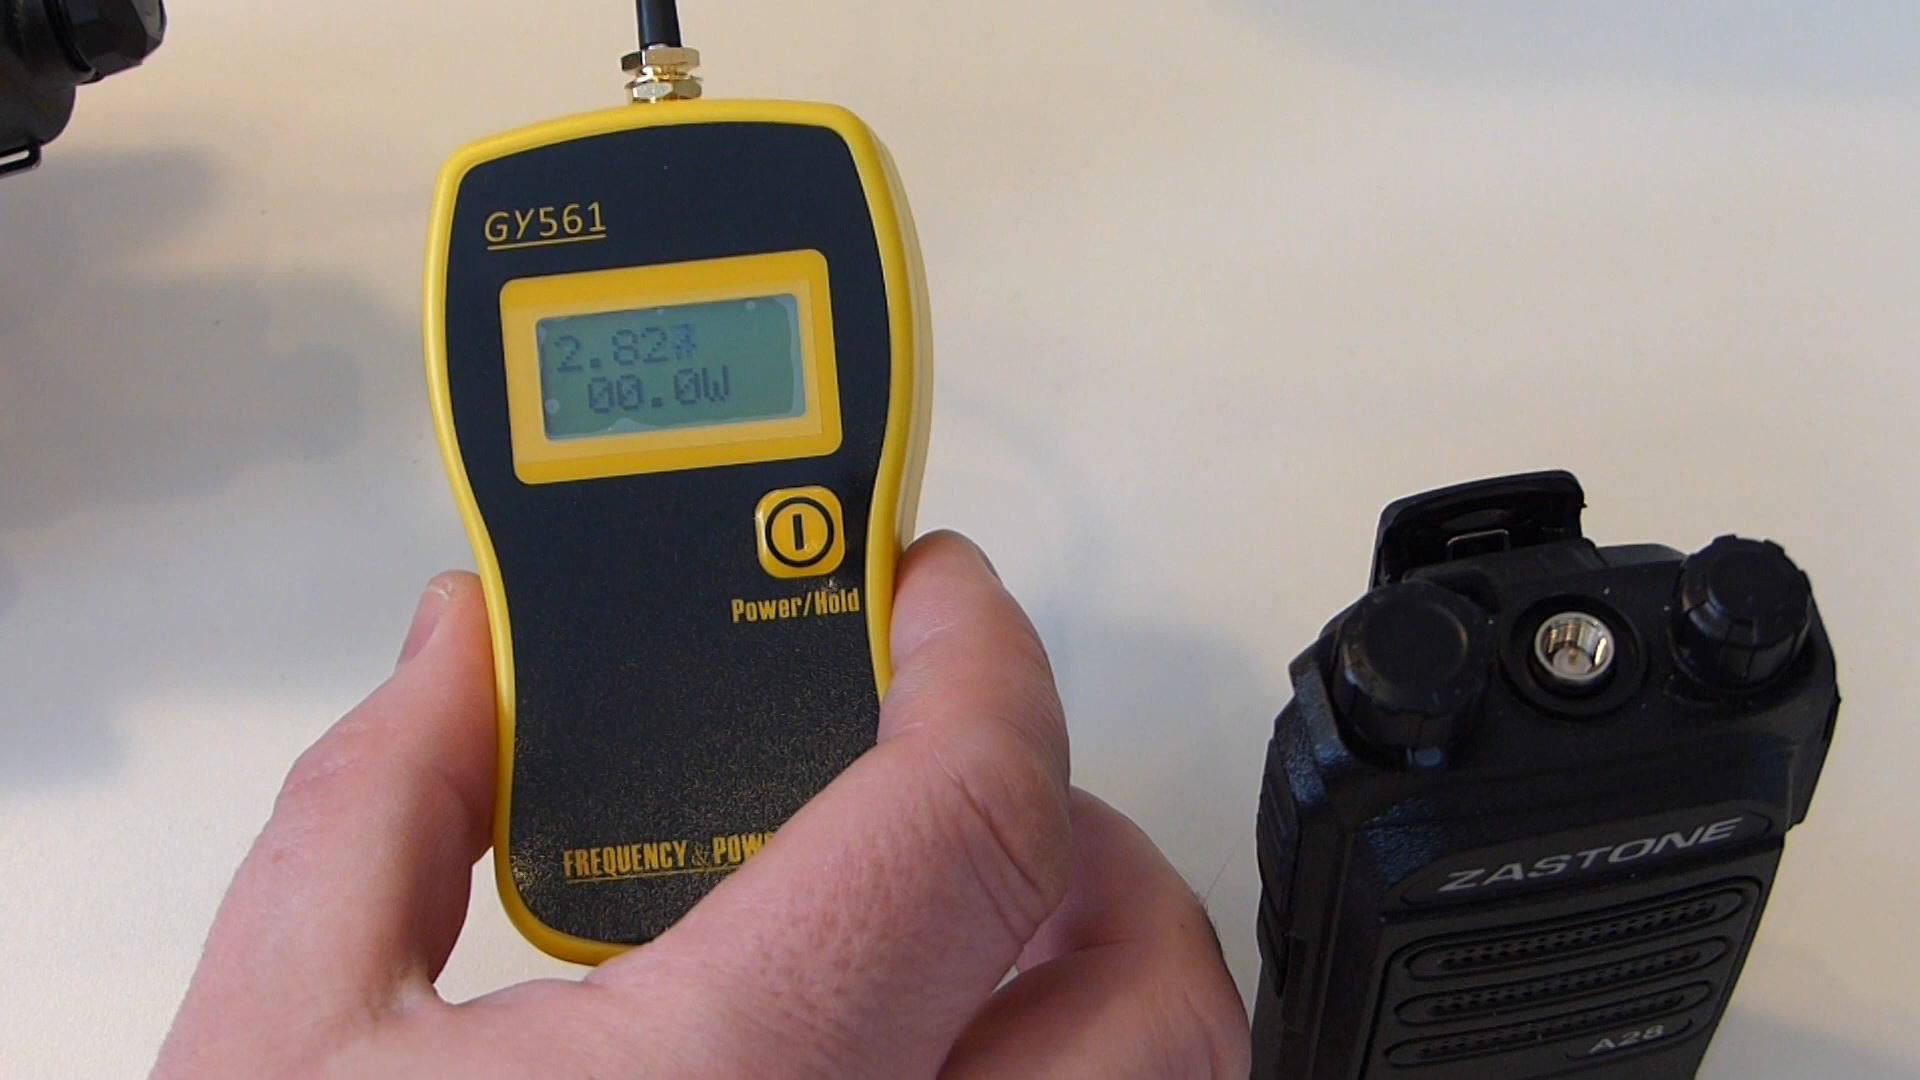 GY561
2.82
00.0W
Power/Hold
FREQUENCY & POW
ZASTONE
A28